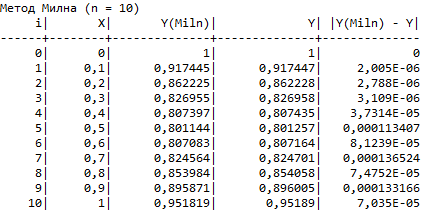 Метод Милна (n = 10)
i| X| Y(Miln)| Y| |Y(Miln) - Y|
------+--------+---------------+---------------+---------------
0| 0| 1| 1| 0
1| 0,1| 0,917445| 0,917447| 2,005E-06
2| 0,2| 0,862225| 0,862228| 2,788E-06
3| 0,3| 0,826955| 0,826958| 3,109E-06
4| 0,4| 0,807397| 0,807435| 3,7314E-05
5| 0,5| 0,801144| 0,801257| 0,000113407
6| 0,6| 0,807083| 0,807164| 8,1239E-05
7| 0,7| 0,824564| 0,824701| 0,000136524
8| 0,8| 0,853984| 0,854058| 7,4752E-05
9| 0,9| 0,895871| 0,896005| 0,000133166
10| 1| 0,951819| 0,95189| 7,035E-05